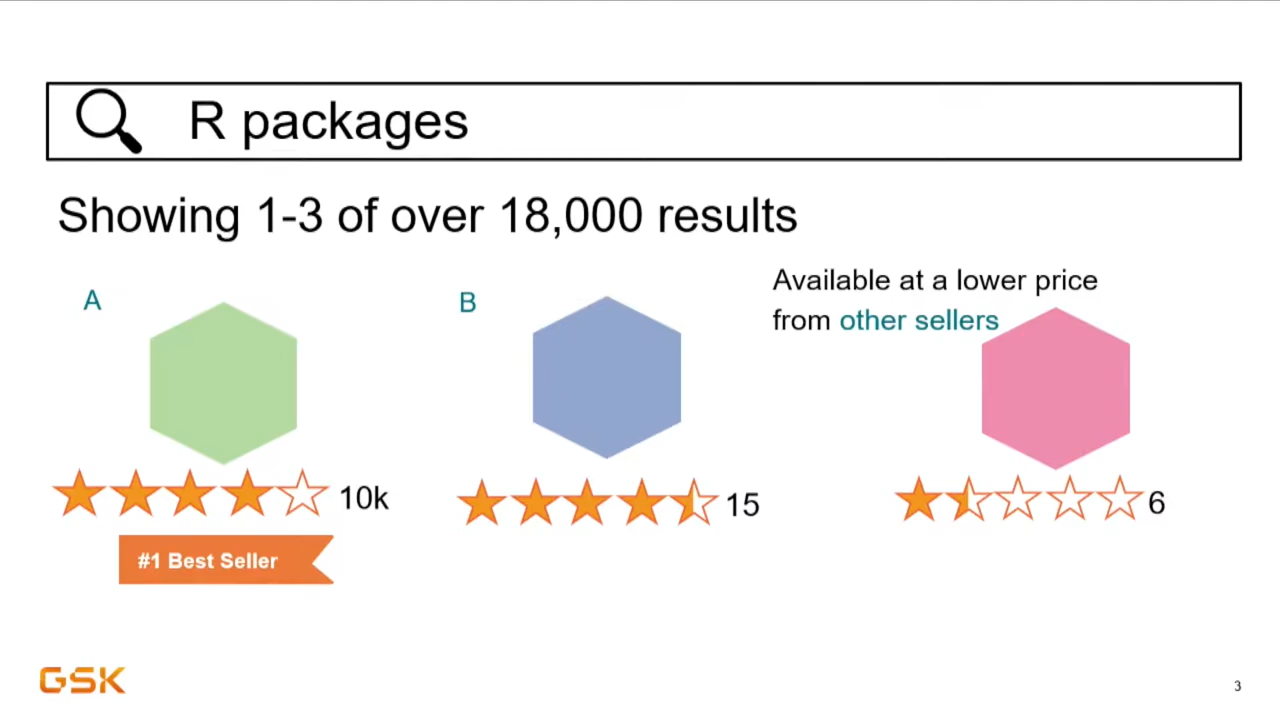 R packages
Showing 1-3 of over 18,000 results
A
B
Available at a lower price
from other sellers
10k
15
6
#1 Best Seller
GSK
3